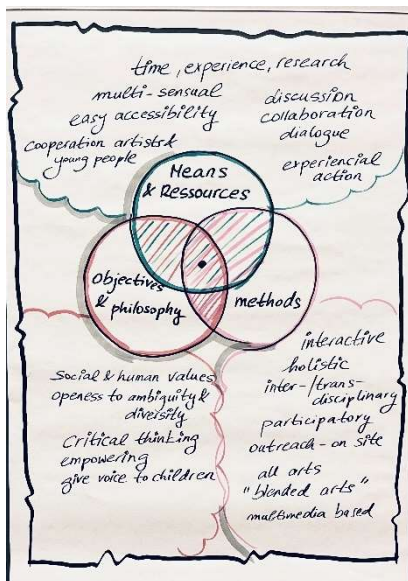 time, experience, research
multi-sensual
easy accessibility
cooperation artists &
young people
discussion
collaboration
dialogue
experiencial
action
Means
& Ressources
Objectives
& philosophy
methods
Social & human values
openess to ambiguity &
diversity
Critical thinking
empowering
give voice to children
interactive
holistic
inter-/trans-
disciplinary
participatory
outreach - on site
all arts
"blended arts"
multimedia based